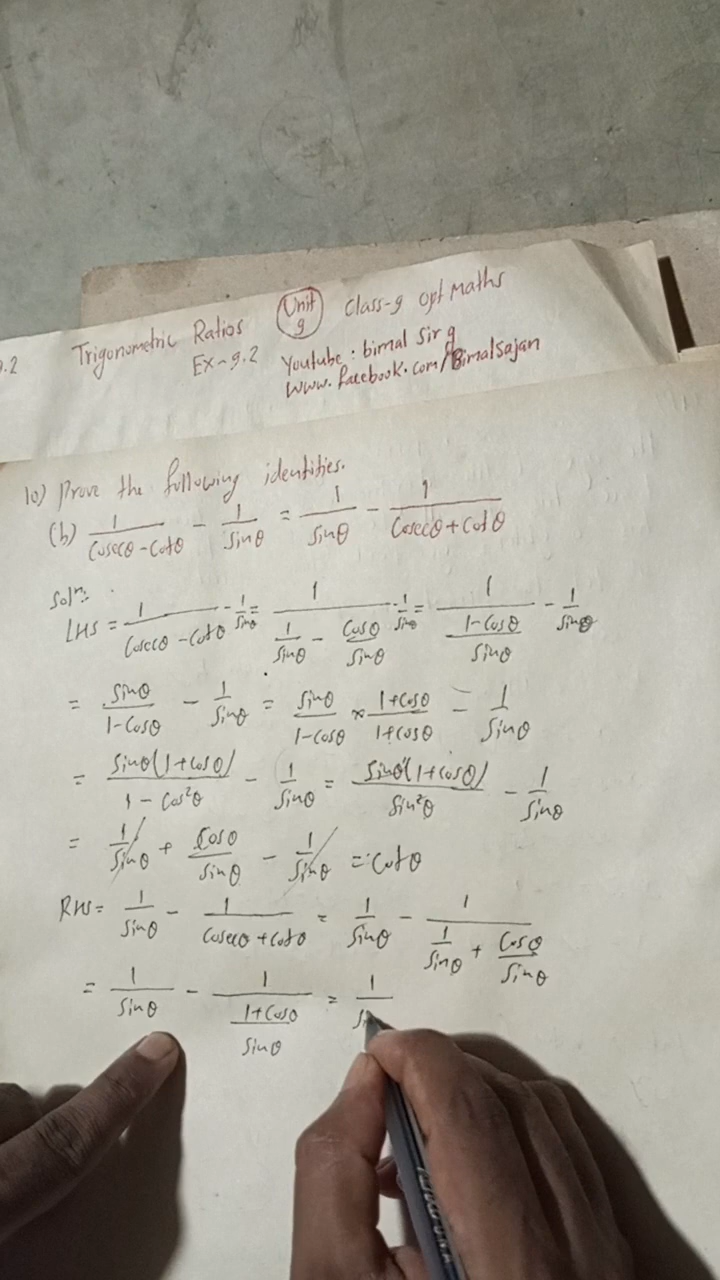 9.2 Trigonometric Ratios Unit 9 Class-9 Opt Maths
Ex-9.2 Youtube: bimal Sir g
www.facebook.com/BimalSajan
10) Prove the following identities.
(h) 1/(Cosecθ-Cotθ) - 1/Sinθ = 1/Sinθ - 1/(Cosecθ+Cotθ)
Solⁿ:
LHS = 1/(Cosecθ-Cotθ) - 1/Sinθ = 1/(1/Sinθ - Cosθ/Sinθ) - 1/Sinθ = 1/((1-Cosθ)/Sinθ) - 1/Sinθ
= Sinθ/(1-Cosθ) - 1/Sinθ = Sinθ/(1-Cosθ) × (1+Cosθ)/(1+Cosθ) = 1/Sinθ
= Sinθ(1+Cosθ)/(1-Cos²θ) - 1/Sinθ = Sinθ(1+Cosθ)/Sin²θ - 1/Sinθ
= 1/Sinθ + Cosθ/Sinθ - 1/Sinθ = Cotθ
RHS = 1/Sinθ - 1/(Cosecθ+Cotθ) = 1/Sinθ - 1/(1/Sinθ + Cosθ/Sinθ)
= 1/Sinθ - 1/((1+Cosθ)/Sinθ) = 1/Si